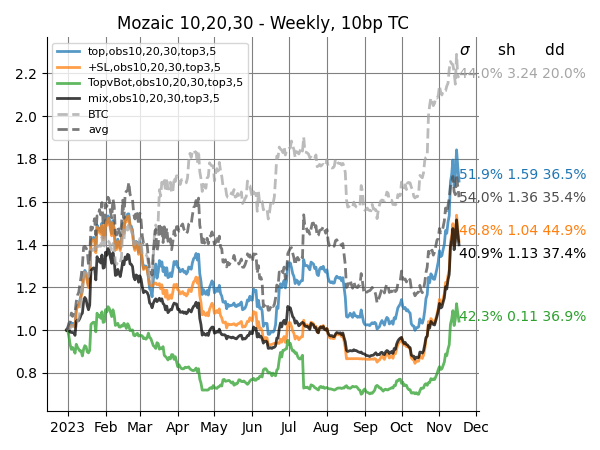 Mozaic 10,20,30 - Weekly, 10bp TC
σ sh dd
top,obs10,20,30,top3,5
+SL,obs10,20,30,top3,5
TopvBot,obs10,20,30,top3,5
mix,obs10,20,30,top3,5
BTC
avg
44.0% 3.24 20.0%
51.9% 1.59 36.5%
54.0% 1.36 35.4%
46.8% 1.04 44.9%
40.9% 1.13 37.4%
42.3% 0.11 36.9%
2.2
2.0
1.8
1.6
1.4
1.2
1.0
0.8
2023 Feb Mar Apr May Jun Jul Aug Sep Oct Nov Dec